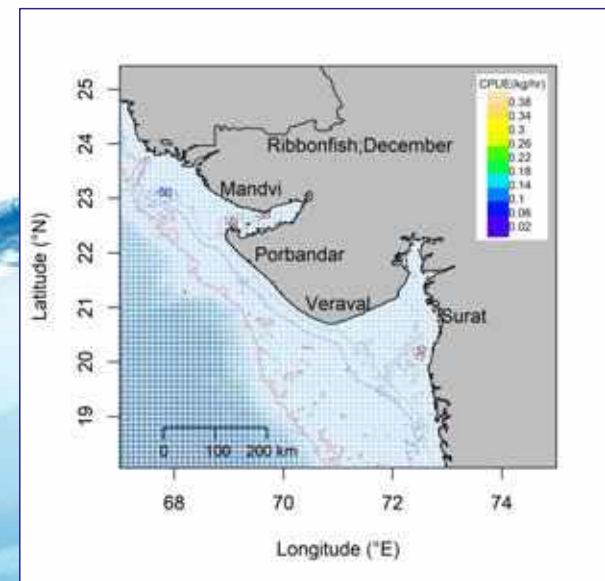 CPUE(kg/hr)
0.38
0.34
0.3
0.26
0.22
0.18
0.14
0.1
0.06
0.02
Ribbonfish;December
Mandvi
Porbandar
Veraval
Surat
-50
0 100 200 km
Latitude (°N)
25
24
23
22
21
20
19
68 70 72 74
Longitude (°E)